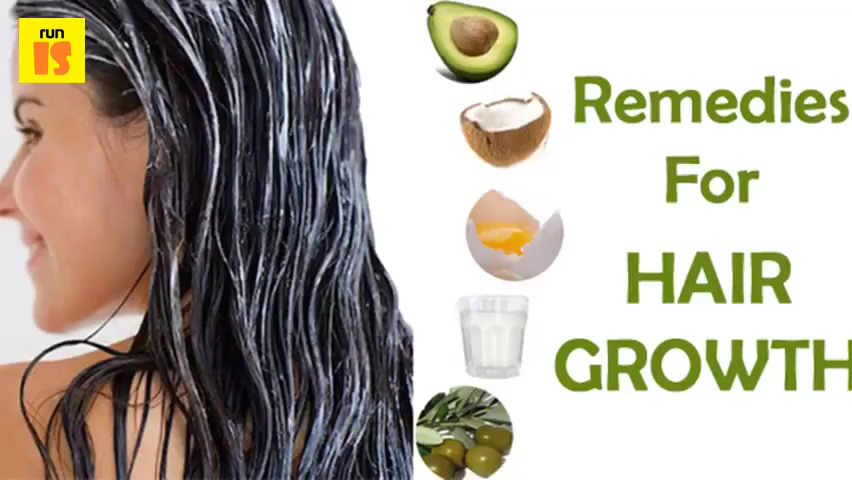 run
IS
Remedies
For
HAIR
GROWTH